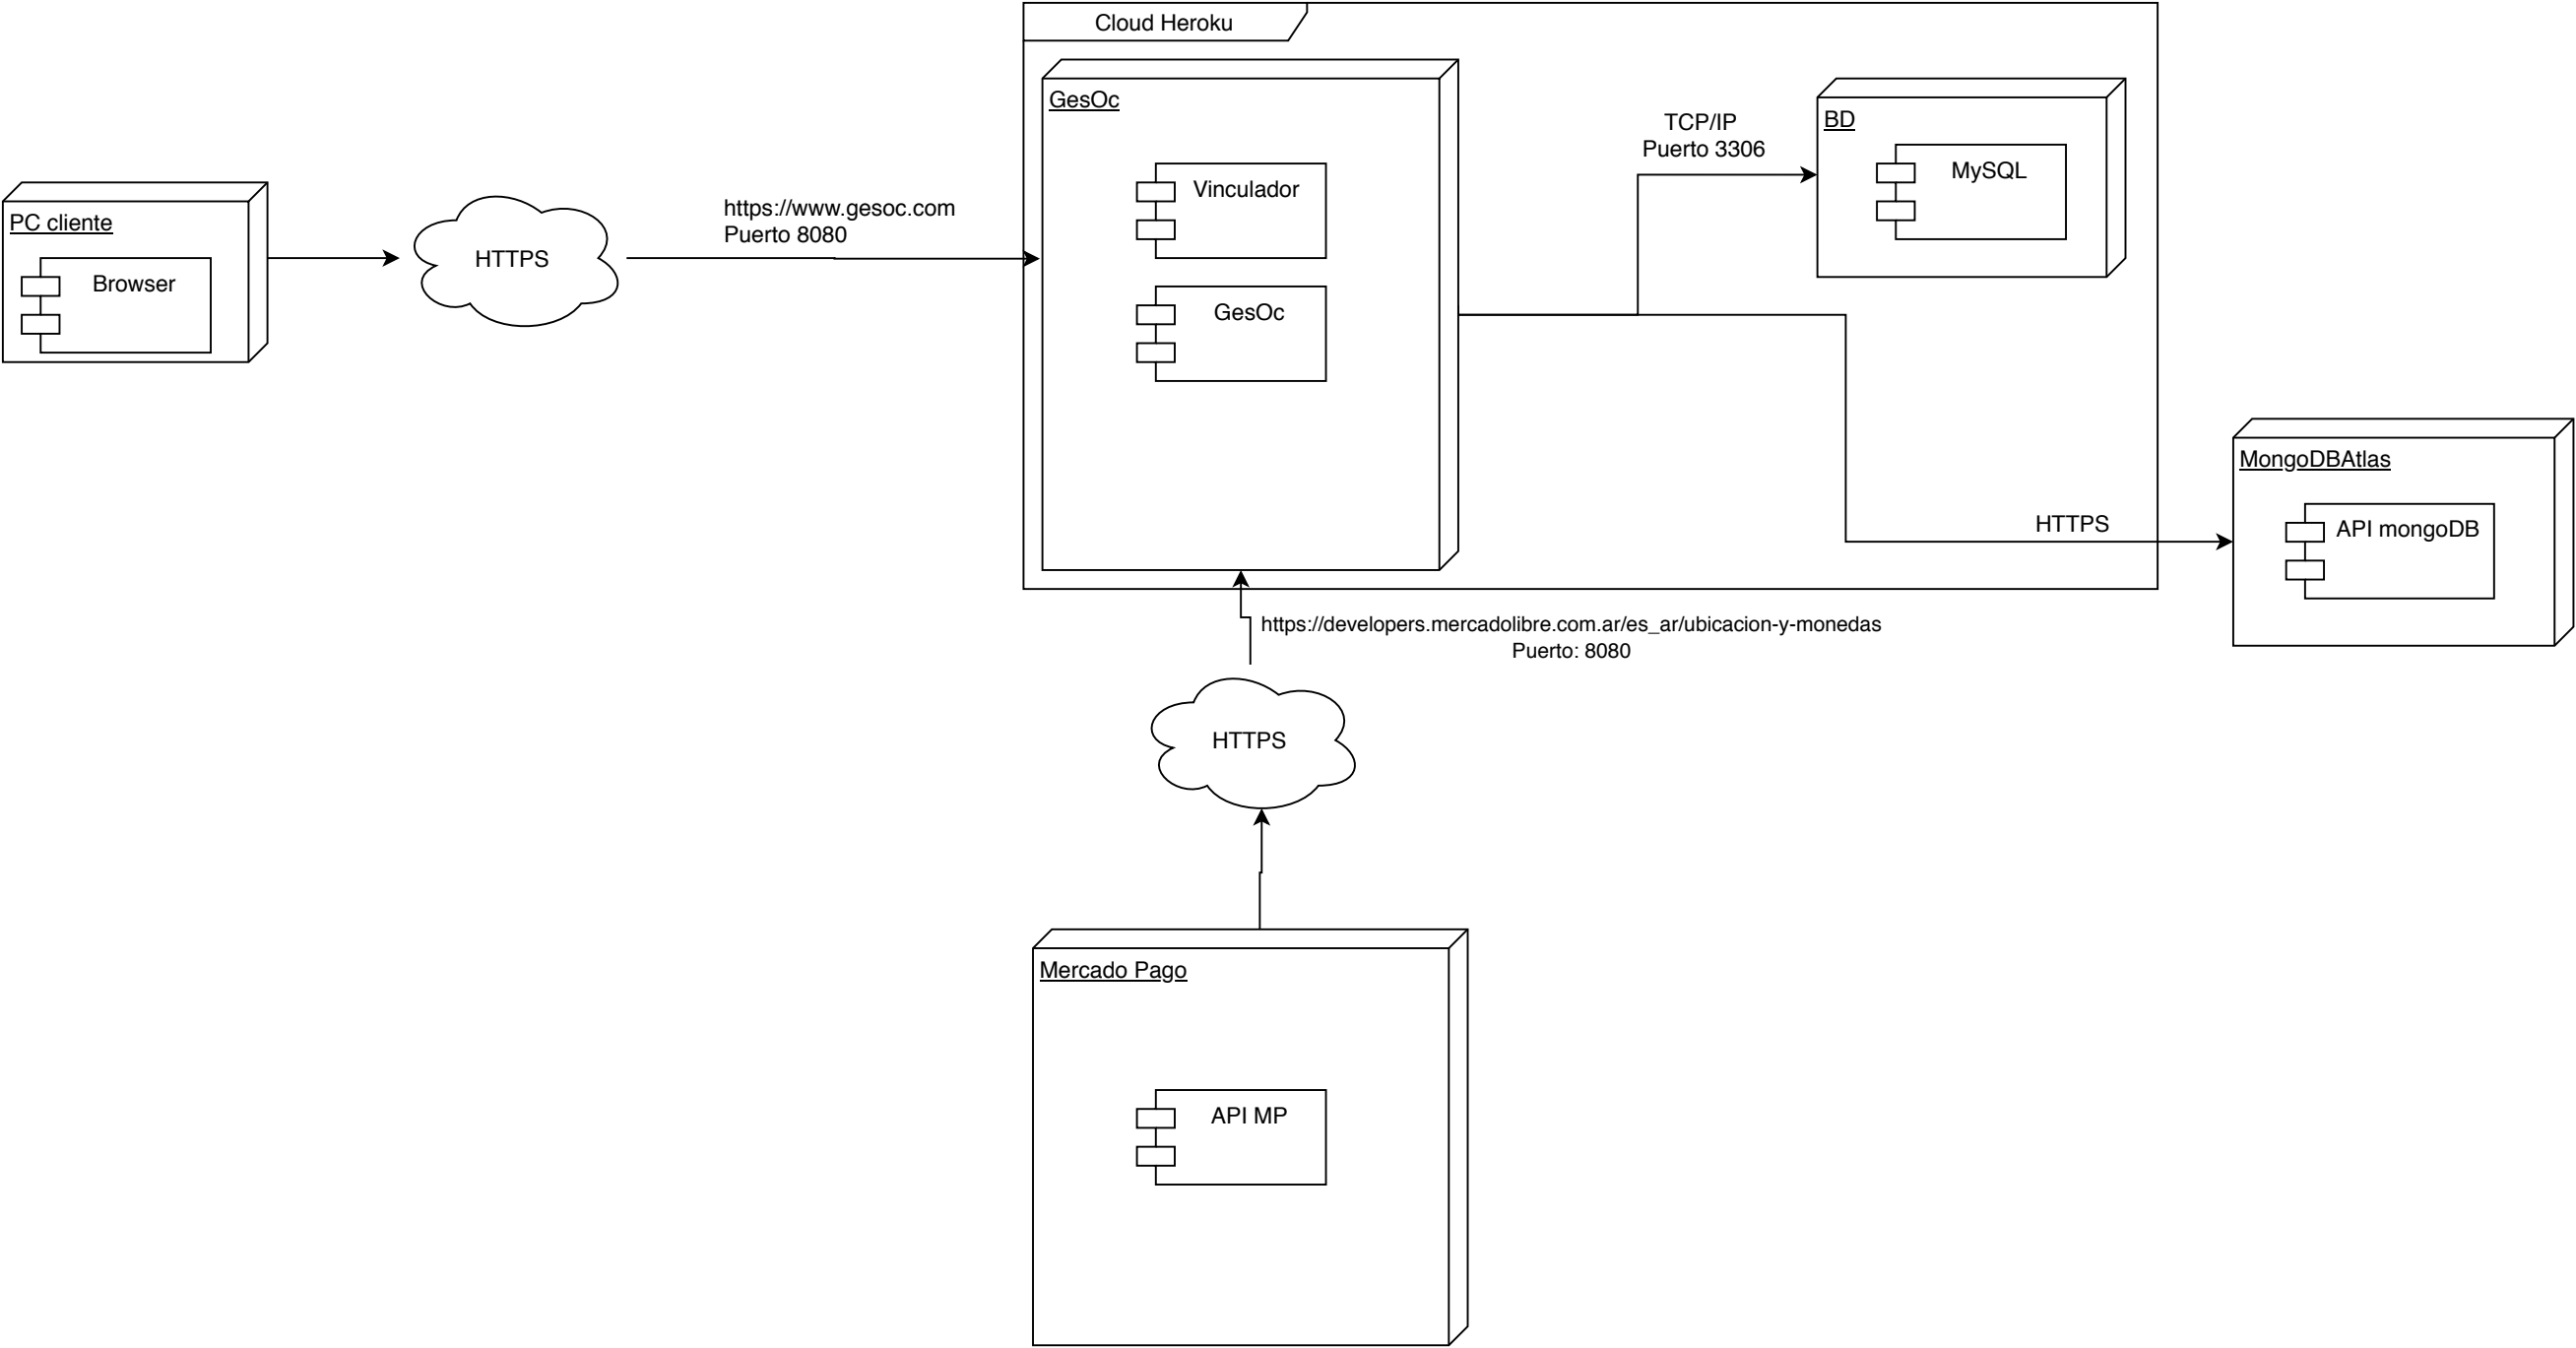 Cloud Heroku
GesOc
Vinculador
GesOc
TCP/IP
Puerto 3306
BD
MySQL
PC cliente
Browser
HTTPS
https://www.gesoc.com
Puerto 8080
MongoDBAtlas
API mongoDB
HTTPS
https://developers.mercadolibre.com.ar/es_ar/ubicacion-y-monedas
Puerto: 8080
HTTPS
Mercado Pago
API MP